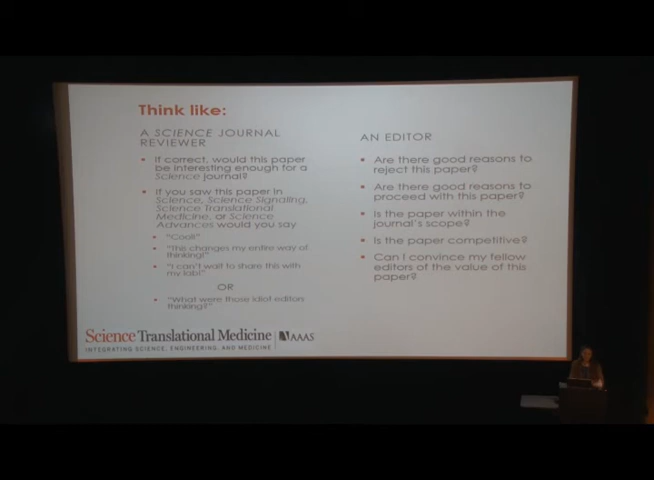 Think like:
A SCIENCE JOURNAL
REVIEWER
• If correct, would this paper
be interesting enough for a
Science journal?
• If you saw this paper in
Science, Science Signaling,
Science Translational
Medicine, or Science
Advances would you say
• "Cool!"
• "This changes my entire way of
thinking!"
• "I can't wait to share this with
my lab!"
OR
• "What were those idiot editors
thinking?"
AN EDITOR
• Are there good reasons to
reject this paper?
• Are there good reasons to
proceed with this paper?
• Is the paper within the
journal's scope?
• Is the paper competitive?
• Can I convince my fellow
editors of the value of this
paper?
Science Translational Medicine | AAAS
INTEGRATING SCIENCE, ENGINEERING, AND MEDICINE